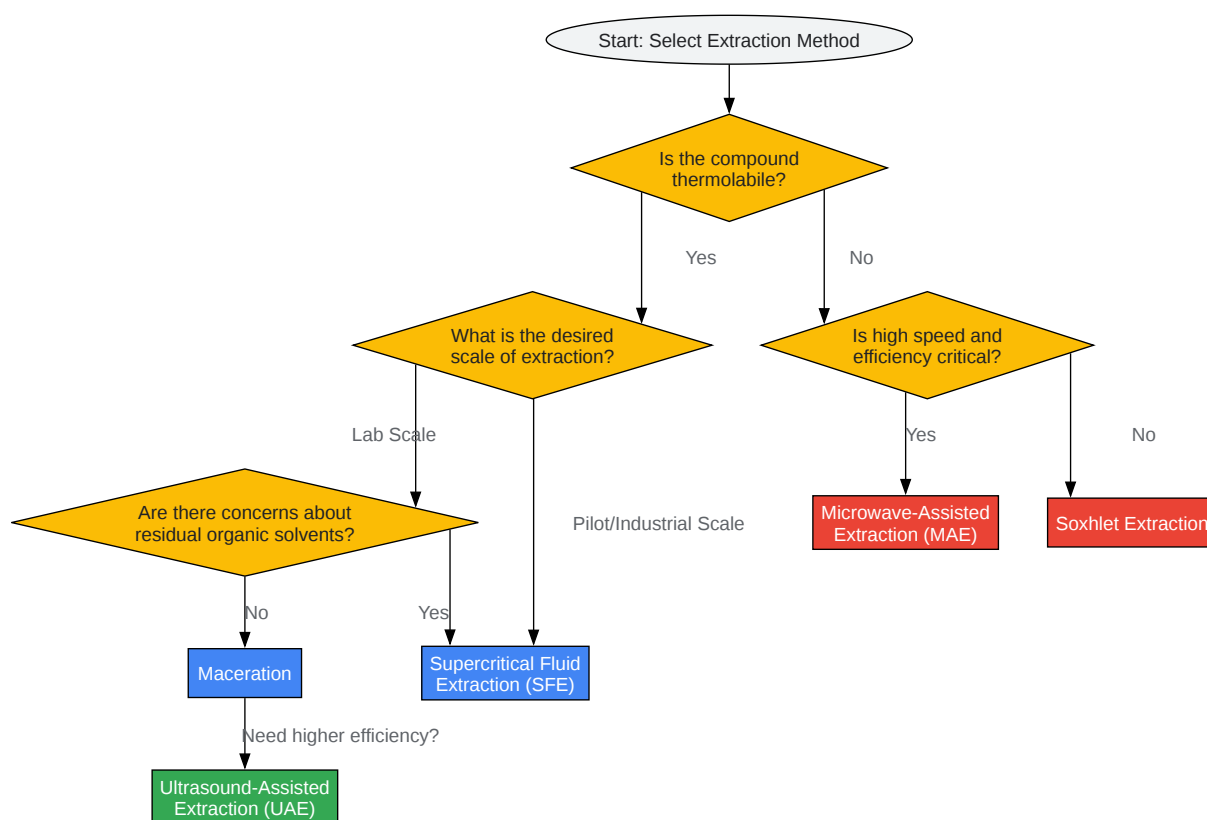 Start: Select Extraction Method
Is the compound
thermolabile?
Yes
No
What is the desired
scale of extraction?
Is high speed and
efficiency critical?
Lab Scale
Yes
No
Are there concerns about
residual organic solvents?
Pilot/Industrial Scale
Microwave-Assisted
Extraction (MAE)
Soxhlet Extraction
No
Yes
Maceration
Supercritical Fluid
Extraction (SFE)
Need higher efficiency?
Ultrasound-Assisted
Extraction (UAE)